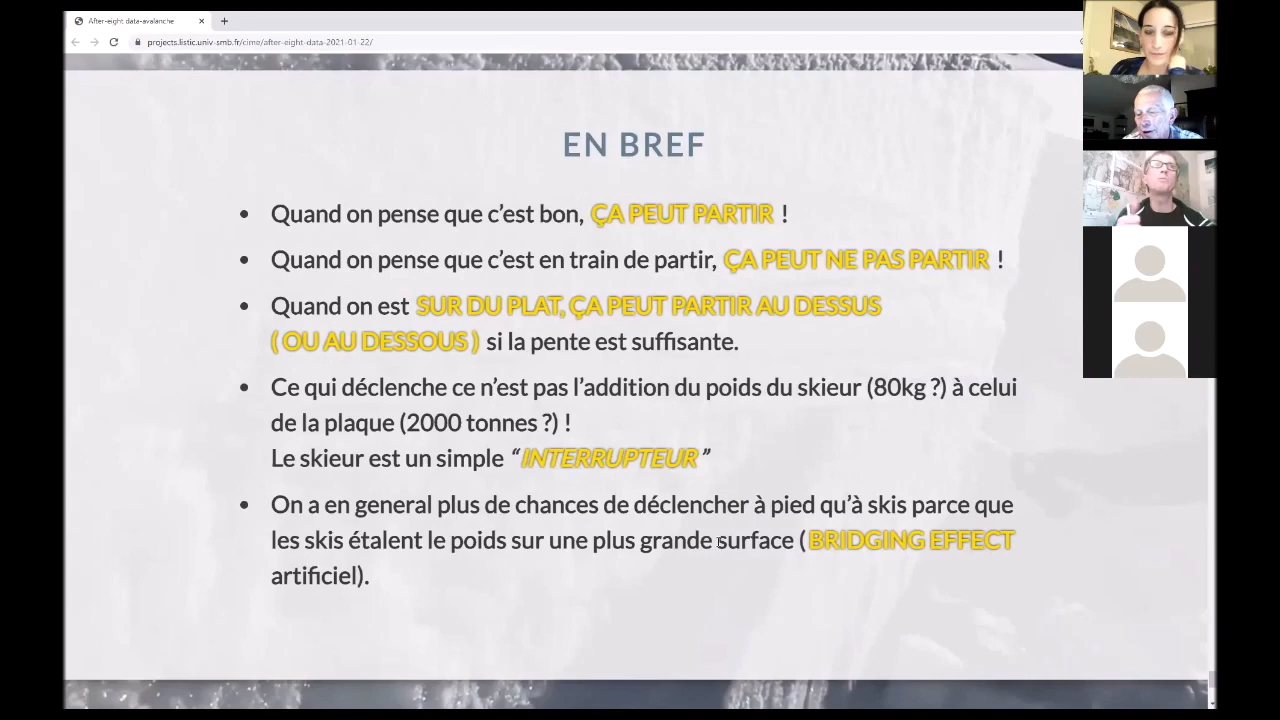 After-eight data-avalanche
projects.listic.univ-smb.fr/cime/after-eight-data-2021-01-22/
EN BREF
• Quand on pense que c’est bon, ÇA PEUT PARTIR !
• Quand on pense que c’est en train de partir, ÇA PEUT NE PAS PARTIR !
• Quand on est SUR DU PLAT, ÇA PEUT PARTIR AU DESSUS
( OU AU DESSOUS ) si la pente est suffisante.
• Ce qui déclenche ce n’est pas l’addition du poids du skieur (80kg ?) à celui
de la plaque (2000 tonnes ?) !
Le skieur est un simple “INTERRUPTEUR ”
• On a en general plus de chances de déclencher à pied qu’à skis parce que
les skis étalent le poids sur une plus grande surface (BRIDGING EFFECT
artificiel).